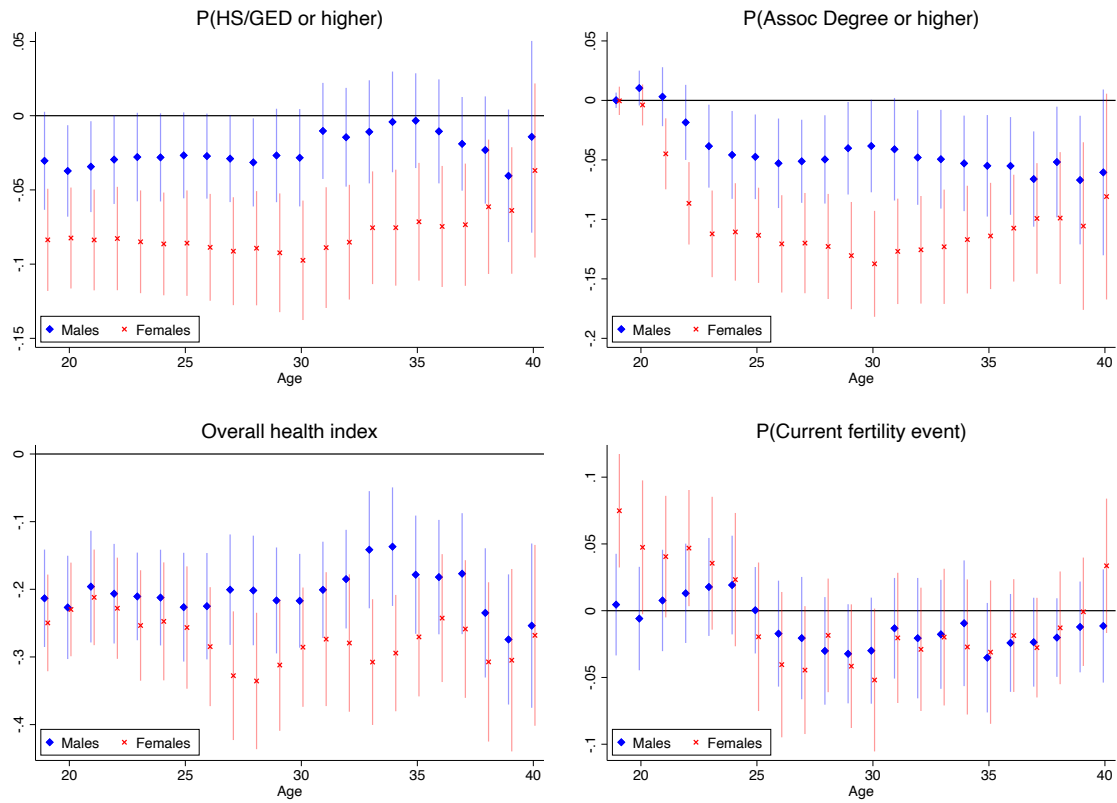 P(HS/GED or higher)
.05
0
-.05
-.1
-.15
Males Females
20 25 30 35 40
Age
P(Assoc Degree or higher)
.05
0
-.05
-.1
-.15
-.2
Males Females
20 25 30 35 40
Age
Overall health index
0
-.1
-.2
-.3
-.4
Males Females
20 25 30 35 40
Age
P(Current fertility event)
.1
.05
0
-.05
-.1
Males Females
20 25 30 35 40
Age